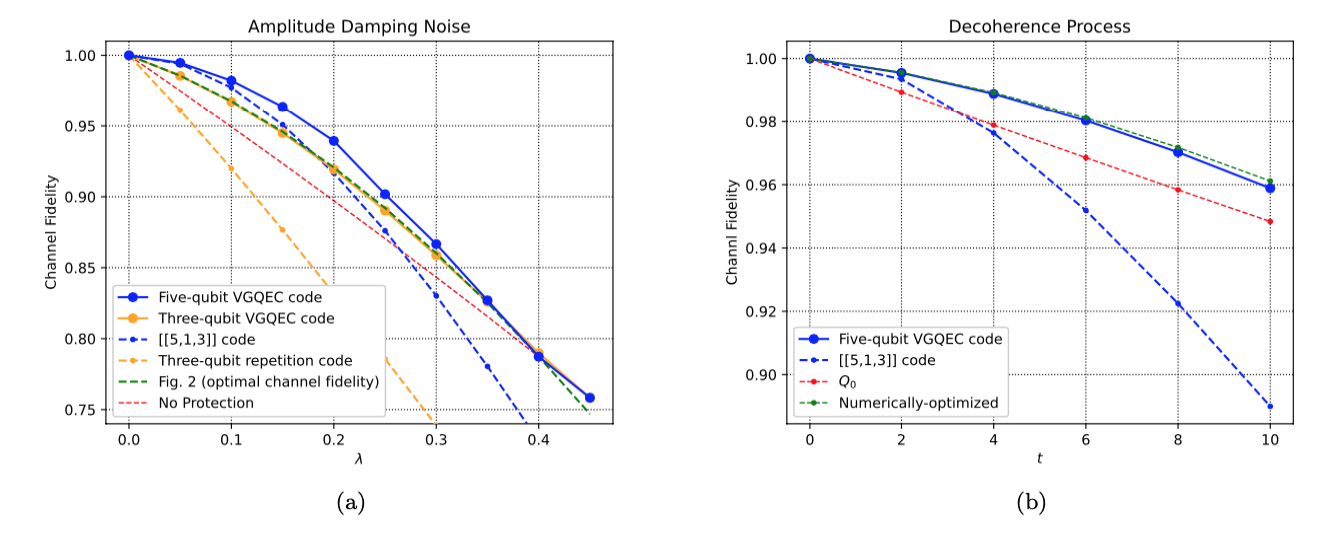 Amplitude Damping Noise
Channel Fidelity
1.00
0.95
0.90
0.85
0.80
0.75
Five-qubit VGQEC code
Three-qubit VGQEC code
[[5,1,3]] code
Three-qubit repetition code
Fig. 2 (optimal channel fidelity)
No Protection
0.0
0.1
0.2
0.3
0.4
λ
(a)
Decoherence Process
Channl Fidelity
1.00
0.98
0.96
0.94
0.92
0.90
Five-qubit VGQEC code
[[5,1,3]] code
Q₀
Numerically-optimized
0
2
4
6
8
10
t
(b)